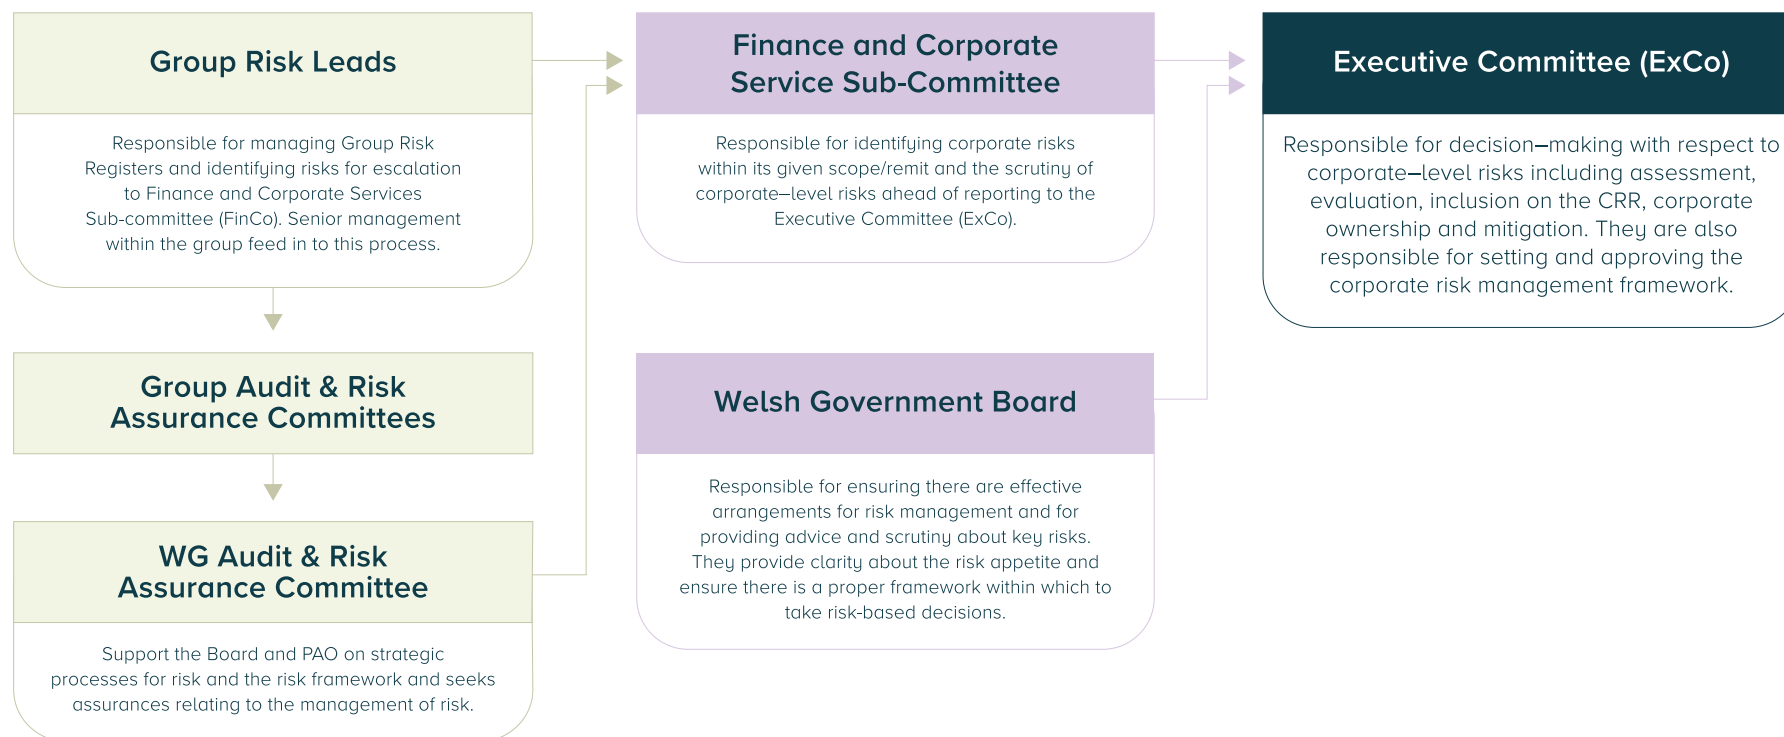 Group Risk Leads
Responsible for managing Group Risk
Registers and identifying risks for escalation
to Finance and Corporate Services
Sub-committee (FinCo). Senior management
within the group feed in to this process.
Group Audit & Risk
Assurance Committees
WG Audit & Risk
Assurance Committee
Support the Board and PAO on strategic
processes for risk and the risk framework and seeks
assurances relating to the management of risk.
Finance and Corporate
Service Sub-Committee
Responsible for identifying corporate risks
within its given scope/remit and the scrutiny of
corporate–level risks ahead of reporting to the
Executive Committee (ExCo).
Welsh Government Board
Responsible for ensuring there are effective
arrangements for risk management and for
providing advice and scrutiny about key risks.
They provide clarity about the risk appetite and
ensure there is a proper framework within which to
take risk-based decisions.
Executive Committee (ExCo)
Responsible for decision–making with respect to
corporate–level risks including assessment,
evaluation, inclusion on the CRR, corporate
ownership and mitigation. They are also
responsible for setting and approving the
corporate risk management framework.